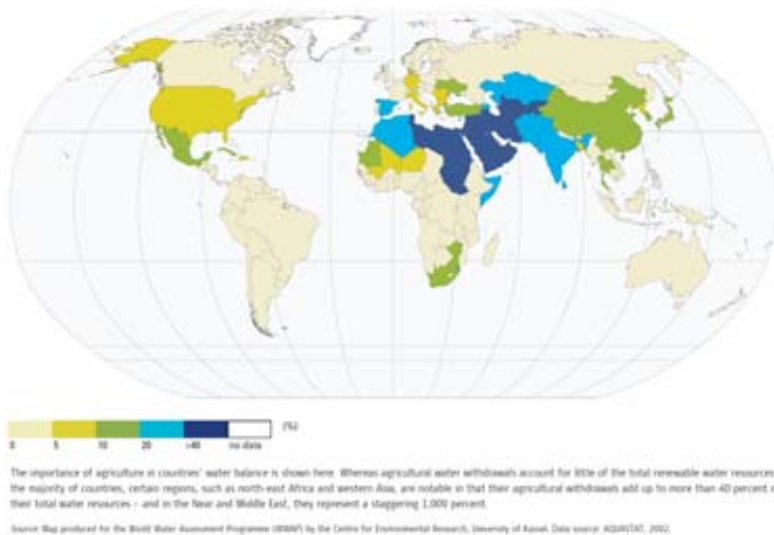 (%)
0 5 10 20 >40 no data
The importance of agriculture in countries' water balance is shown here. Whereas agricultural water withdrawals account for little of the total renewable water resources
the majority of countries, certain regions, such as north-east Africa and western Asia, are notable in that their agricultural withdrawals add up to more than 40 percent o
their total water resources – and in the Near and Middle East, they represent a staggering 1,000 percent.
Source: Map produced for the World Water Assessment Programme (WWAP) by the Centre for Environmental Research, University of Kassel. Data source: AQUASTAT, 2002.